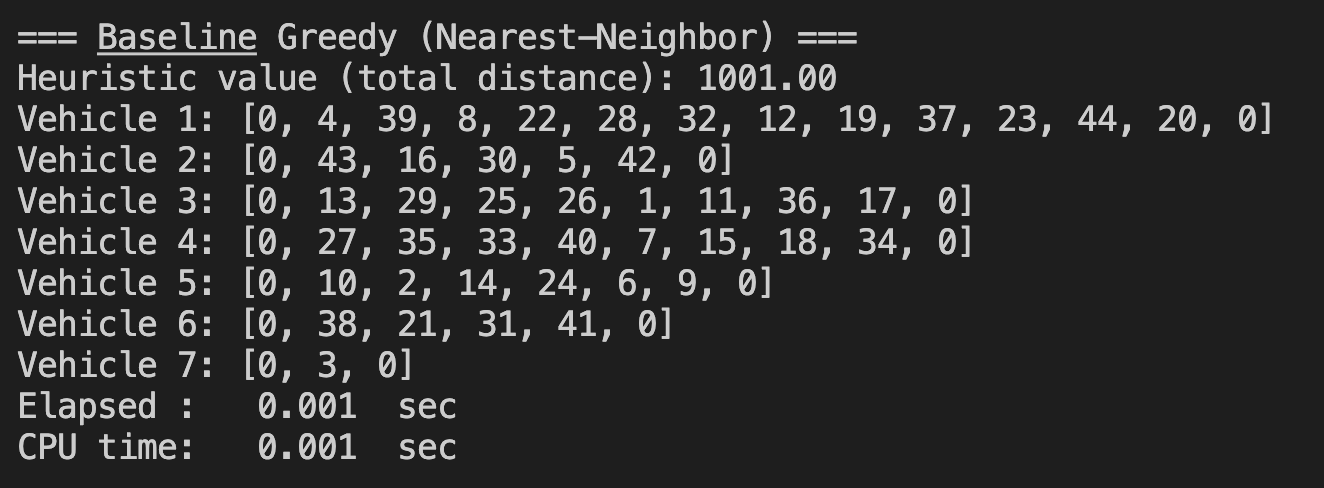 === Baseline Greedy (Nearest–Neighbor) ===
Heuristic value (total distance): 1001.00
Vehicle 1: [0, 4, 39, 8, 22, 28, 32, 12, 19, 37, 23, 44, 20, 0]
Vehicle 2: [0, 43, 16, 30, 5, 42, 0]
Vehicle 3: [0, 13, 29, 25, 26, 1, 11, 36, 17, 0]
Vehicle 4: [0, 27, 35, 33, 40, 7, 15, 18, 34, 0]
Vehicle 5: [0, 10, 2, 14, 24, 6, 9, 0]
Vehicle 6: [0, 38, 21, 31, 41, 0]
Vehicle 7: [0, 3, 0]
Elapsed :   0.001  sec
CPU time:   0.001  sec